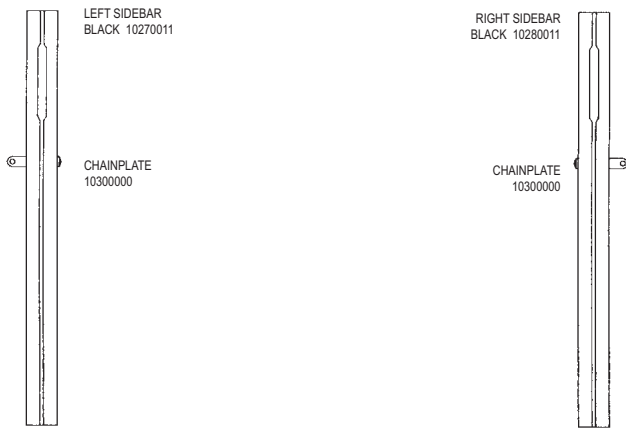 LEFT SIDEBAR
BLACK 10270011
CHAINPLATE
10300000
RIGHT SIDEBAR
BLACK 10280011
CHAINPLATE
10300000